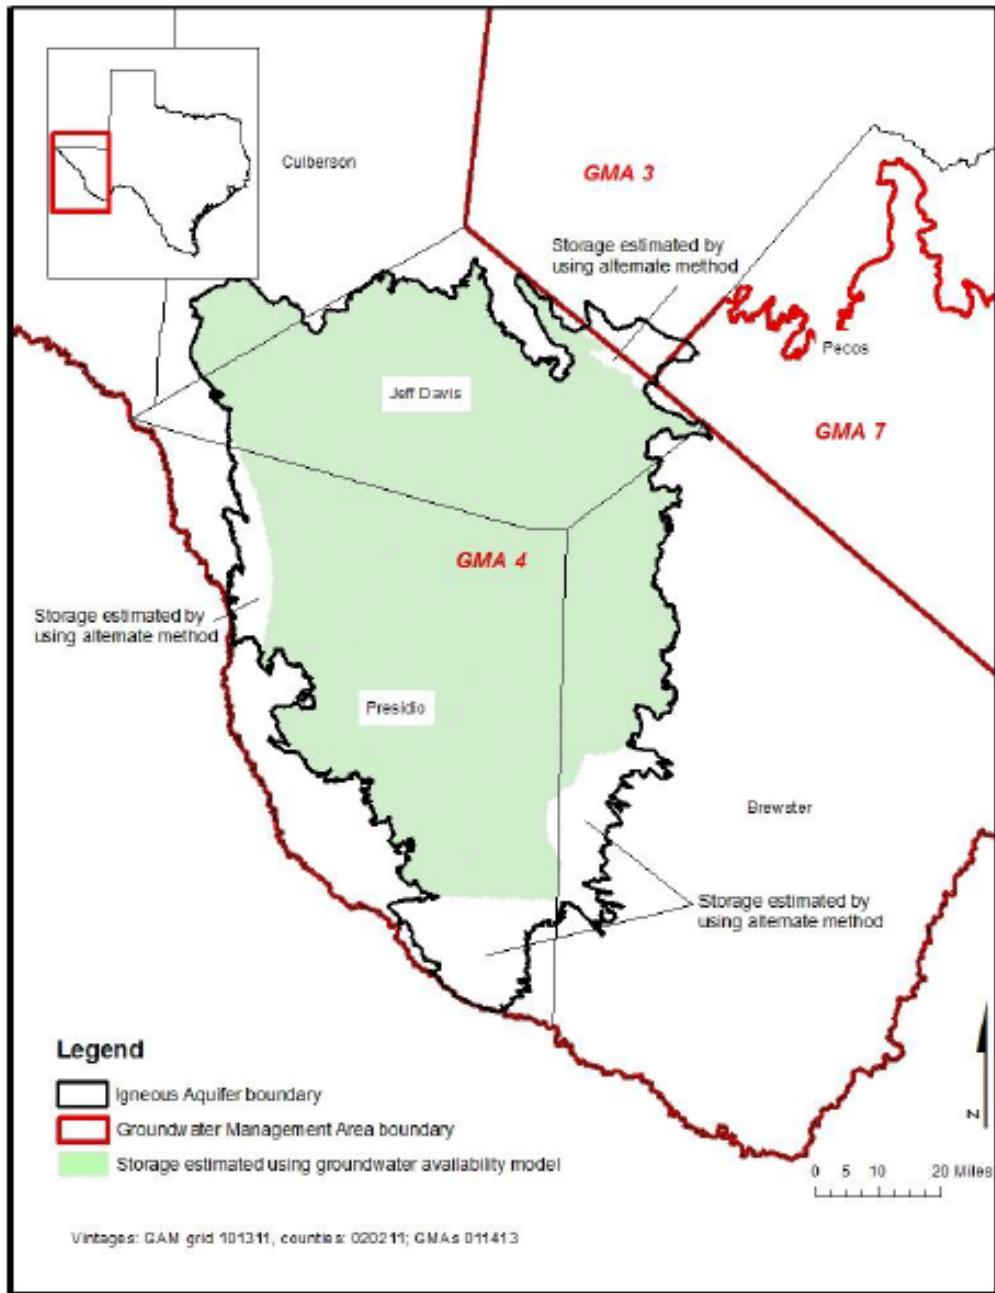 Culberson
GMA 3
Storage estimated by
using alternate method
Pecos
Jeff Davis
GMA 7
GMA 4
Storage estimated by
using alternate method
Presidio
Brewster
Storage estimated by
using alternate method
Legend
Igneous Aquifer boundary
Groundwater Management Area boundary
Storage estimated using groundwater availability model
N
0 5 10 20 Miles
Vintages: GAM grid 101311, counties: 020211; GMAs 011413